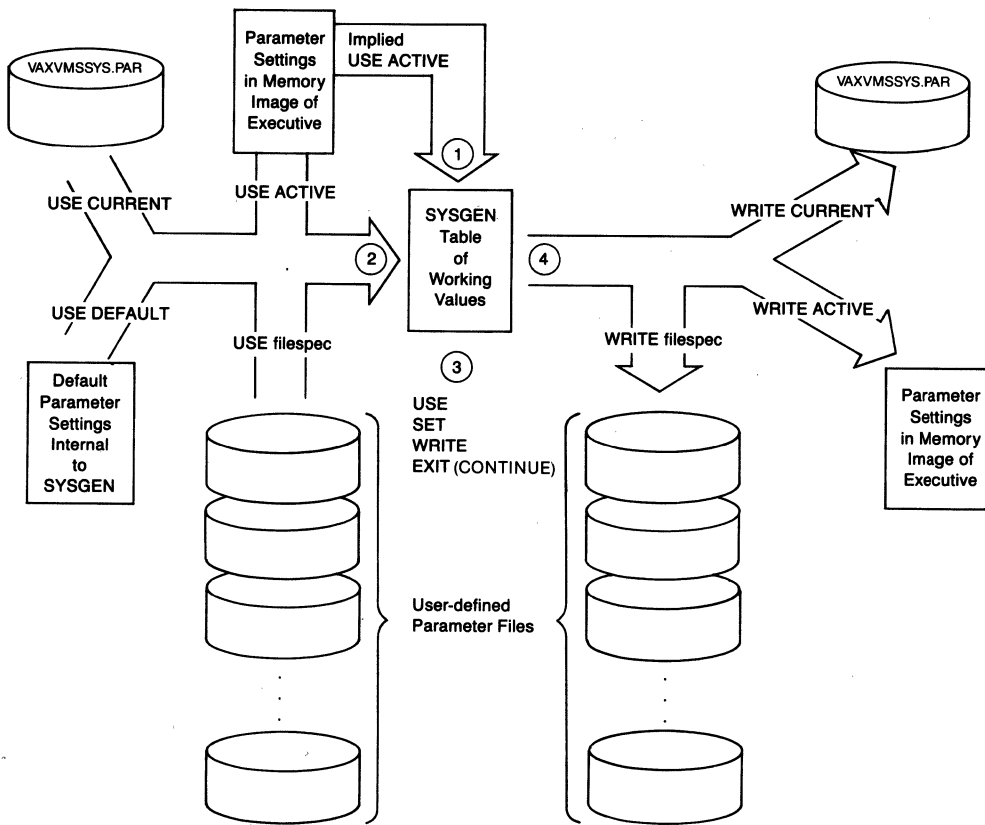 VAXVMSSYS.PAR
Parameter
Settings
in Memory
Image of
Executive
Implied
USE ACTIVE
VAXVMSSYS.PAR
1
USE CURRENT
USE ACTIVE
SYSGEN
Table
of
Working
Values
WRITE CURRENT
2
4
USE DEFAULT
USE filespec
WRITE filespec
WRITE ACTIVE
Default
Parameter
Settings
Internal
to
SYSGEN
3
USE
SET
WRITE
EXIT (CONTINUE)
Parameter
Settings
in Memory
Image of
Executive
User-defined
Parameter Files